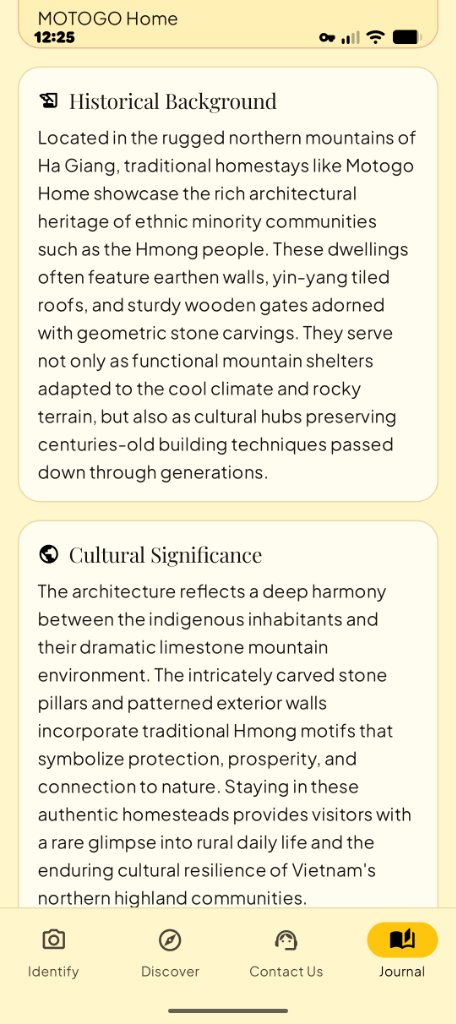 MOTOGO Home
12:25
Historical Background
Located in the rugged northern mountains of
Ha Giang, traditional homestays like Motogo
Home showcase the rich architectural
heritage of ethnic minority communities
such as the Hmong people. These dwellings
often feature earthen walls, yin-yang tiled
roofs, and sturdy wooden gates adorned
with geometric stone carvings. They serve
not only as functional mountain shelters
adapted to the cool climate and rocky
terrain, but also as cultural hubs preserving
centuries-old building techniques passed
down through generations.
Cultural Significance
The architecture reflects a deep harmony
between the indigenous inhabitants and
their dramatic limestone mountain
environment. The intricately carved stone
pillars and patterned exterior walls
incorporate traditional Hmong motifs that
symbolize protection, prosperity, and
connection to nature. Staying in these
authentic homesteads provides visitors with
a rare glimpse into rural daily life and the
enduring cultural resilience of Vietnam's
northern highland communities.
Identify
Discover
Contact Us
Journal